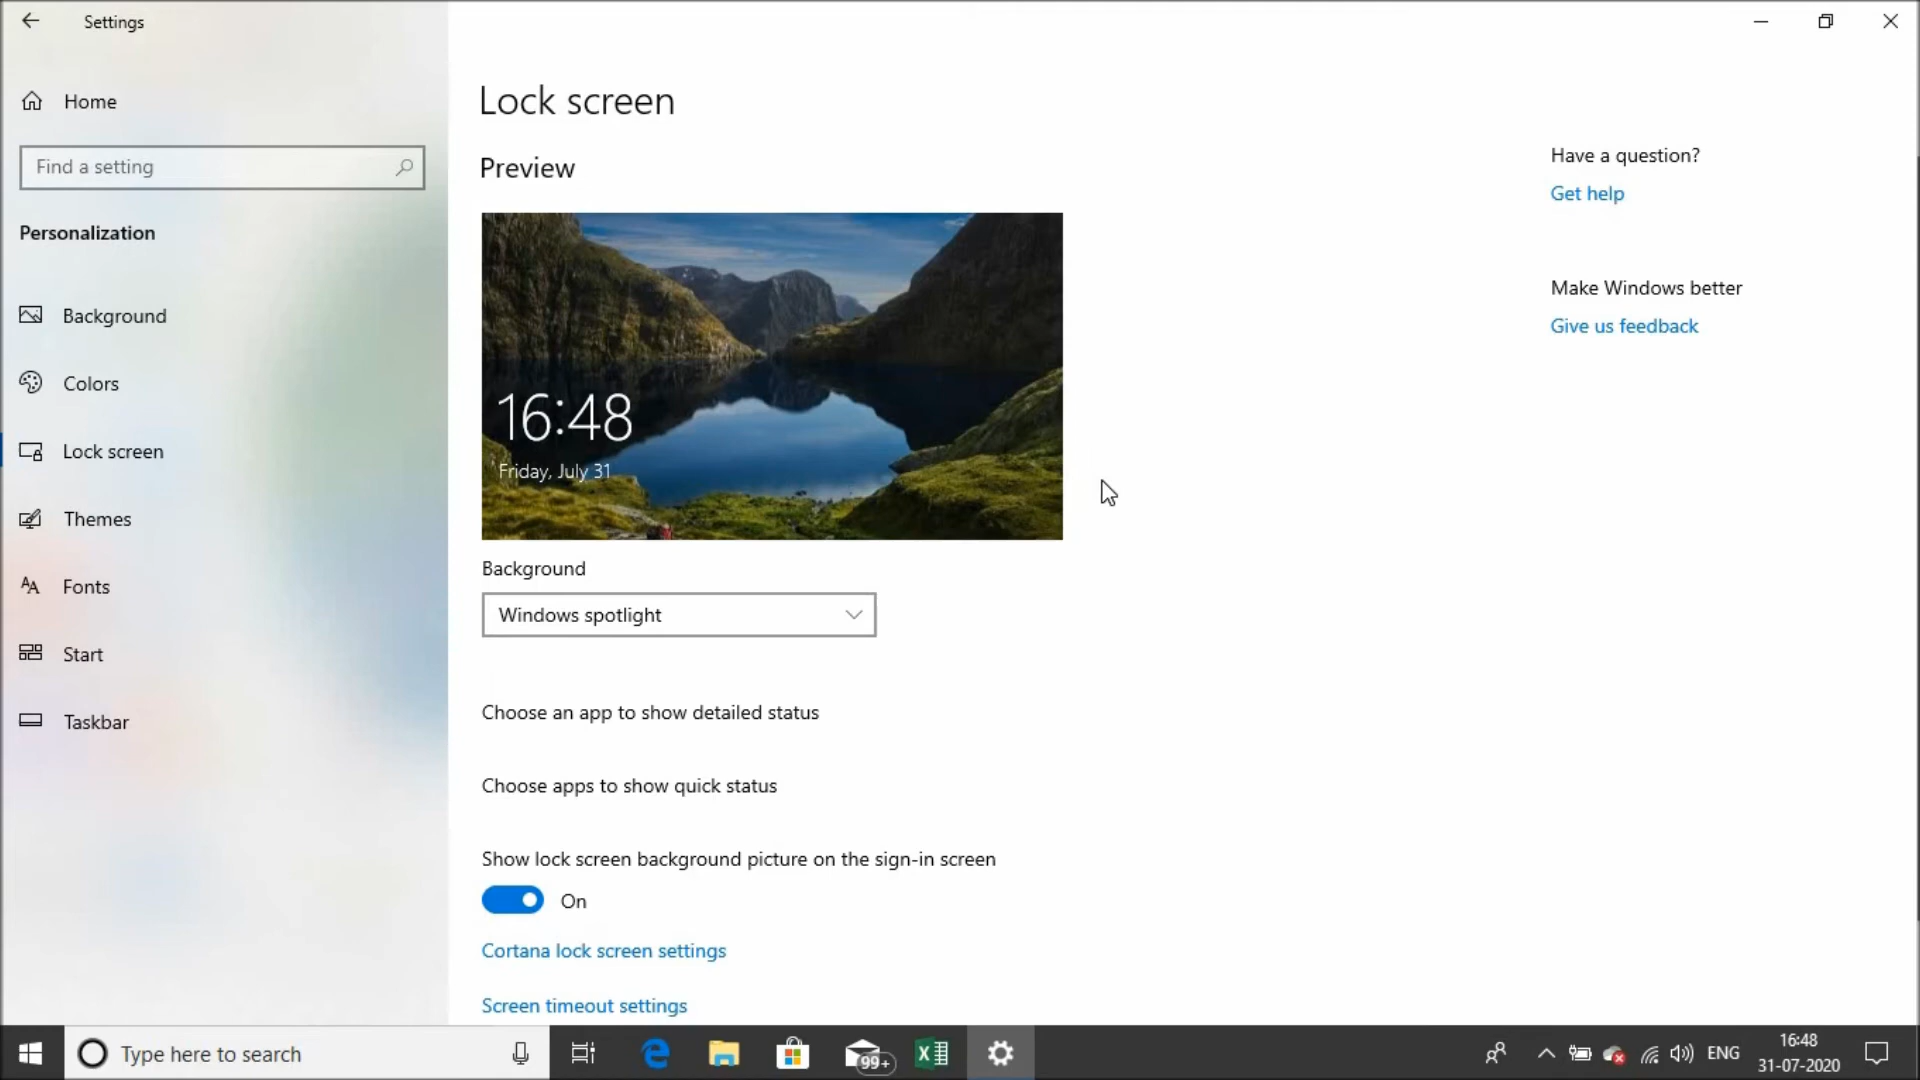 Settings
Home
Find a setting
Personalization
Background
Colors
Lock screen
Themes
Fonts
Start
Taskbar
Lock screen
Preview
16:48
Friday, July 31
Background
Windows spotlight
Choose an app to show detailed status
Choose apps to show quick status
Show lock screen background picture on the sign-in screen
On
Cortana lock screen settings
Screen timeout settings
Have a question?
Get help
Make Windows better
Give us feedback
Type here to search
99+
ENG
16:48
31-07-2020